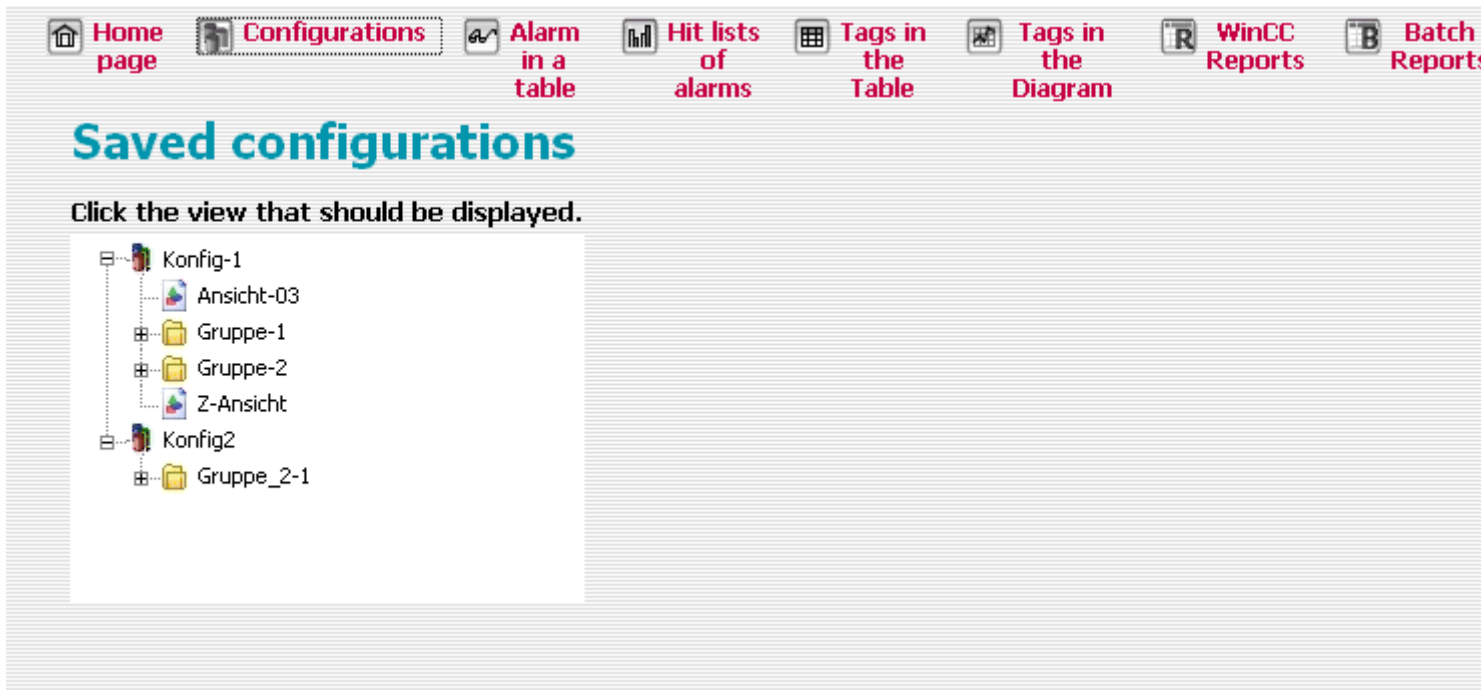 Home page
Configurations
Alarm in a table
Hit lists of alarms
Tags in the Table
Tags in the Diagram
WinCC Reports
Batch Reports
Saved configurations
Click the view that should be displayed.
Konfig-1
Ansicht-03
Gruppe-1
Gruppe-2
Z-Ansicht
Konfig2
Gruppe_2-1